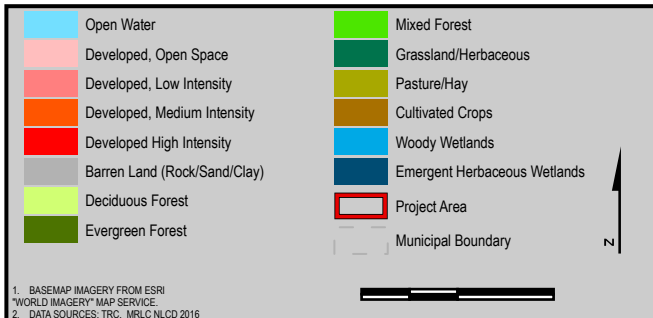 Open Water
Developed, Open Space
Developed, Low Intensity
Developed, Medium Intensity
Developed High Intensity
Barren Land (Rock/Sand/Clay)
Deciduous Forest
Evergreen Forest
Mixed Forest
Grassland/Herbaceous
Pasture/Hay
Cultivated Crops
Woody Wetlands
Emergent Herbaceous Wetlands
Project Area
Municipal Boundary
N
1. BASEMAP IMAGERY FROM ESRI
"WORLD IMAGERY" MAP SERVICE.
2. DATA SOURCES: TRC, MRLC NLCD 2016